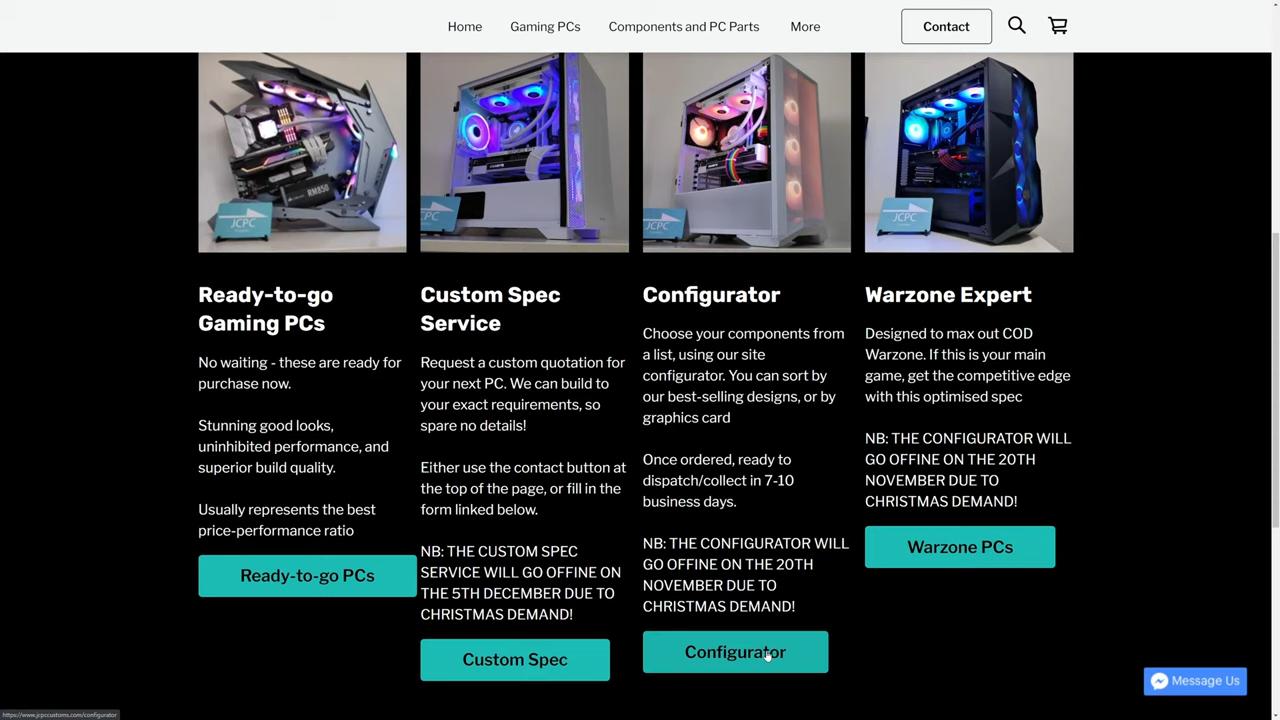 Home
Gaming PCs
Components and PC Parts
More
Contact
RM850
JCPC
JCPC
JCPC
Ready-to-go
Gaming PCs
No waiting - these are ready for
purchase now.
Stunning good looks,
uninhibited performance, and
superior build quality.
Usually represents the best
price-performance ratio
Ready-to-go PCs
Custom Spec
Service
Request a custom quotation for
your next PC. We can build to
your exact requirements, so
spare no details!
Either use the contact button at
the top of the page, or fill in the
form linked below.
NB: THE CUSTOM SPEC
SERVICE WILL GO OFFINE ON
THE 5TH DECEMBER DUE TO
CHRISTMAS DEMAND!
Custom Spec
Configurator
Choose your components from
a list, using our site
configurator. You can sort by
our best-selling designs, or by
graphics card
Once ordered, ready to
dispatch/collect in 7-10
business days.
NB: THE CONFIGURATOR WILL
GO OFFINE ON THE 20TH
NOVEMBER DUE TO
CHRISTMAS DEMAND!
Configurator
Warzone Expert
Designed to max out COD
Warzone. If this is your main
game, get the competitive edge
with this optimised spec
NB: THE CONFIGURATOR WILL
GO OFFINE ON THE 20TH
NOVEMBER DUE TO
CHRISTMAS DEMAND!
Warzone PCs
Message Us
https://www.jcpccustoms.com/configurator